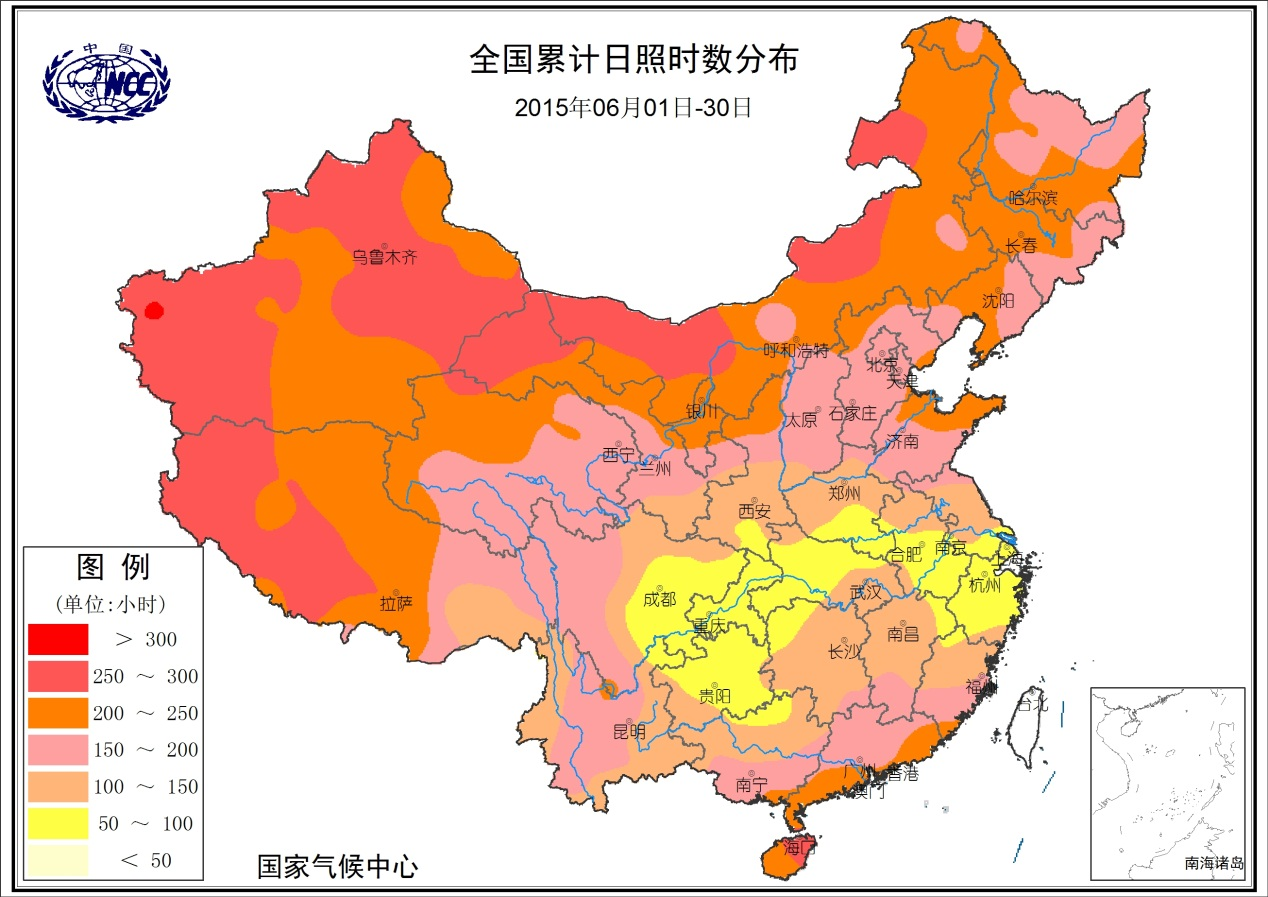 中 国
NCC
全国累计日照时数分布
2015年06月01日-30日
哈尔滨
长春
乌鲁木齐
沈阳
呼和浩特
北京
天津
银川
太原
石家庄
济南
西宁
兰州
郑州
西安
合肥
南京
上海
杭州
成都
武汉
拉萨
重庆
南昌
长沙
贵阳
福州
台北
昆明
广州
香港
澳门
南宁
海口
图 例
(单位:小时)
> 300
250 ~ 300
200 ~ 250
150 ~ 200
100 ~ 150
50 ~ 100
< 50
国家气候中心
南海诸岛